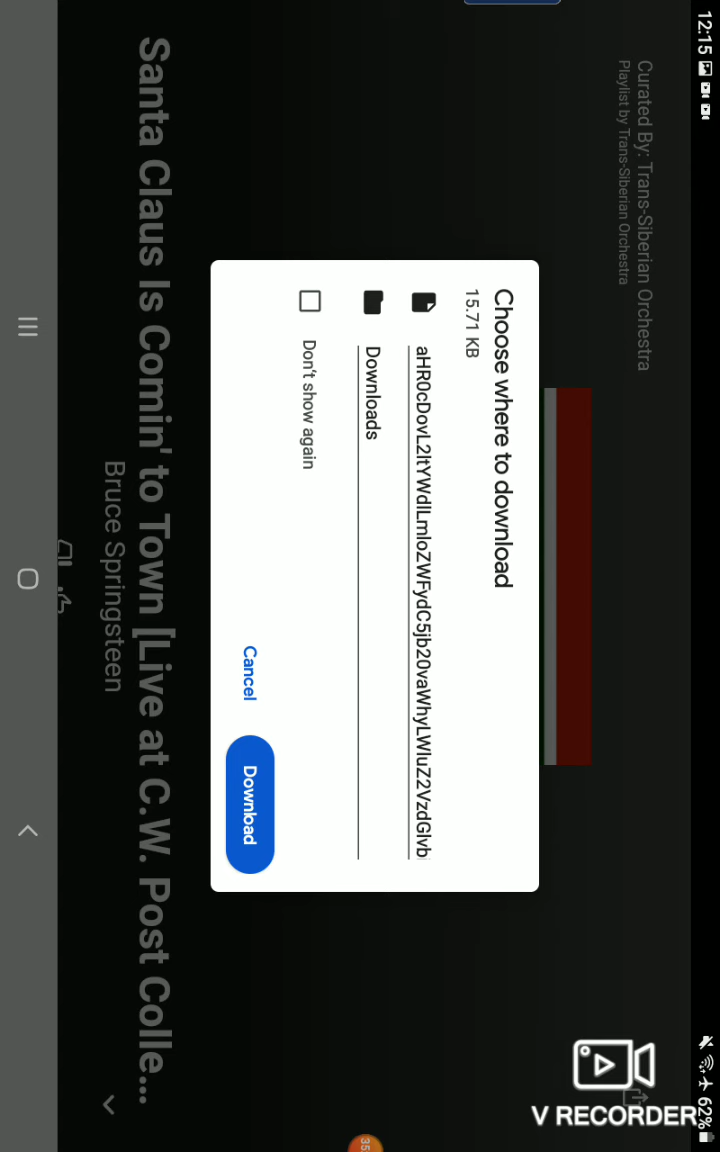 12:15
62%
Curated By: Trans-Siberian Orchestra
Playlist by Trans-Siberian Orchestra
Choose where to download
15.71 KB
Downloads
Don't show again
Cancel
Download
Santa Claus Is Comin' to Town [Live at C.W. Post Colle...
Bruce Springsteen
V RECORDER
35